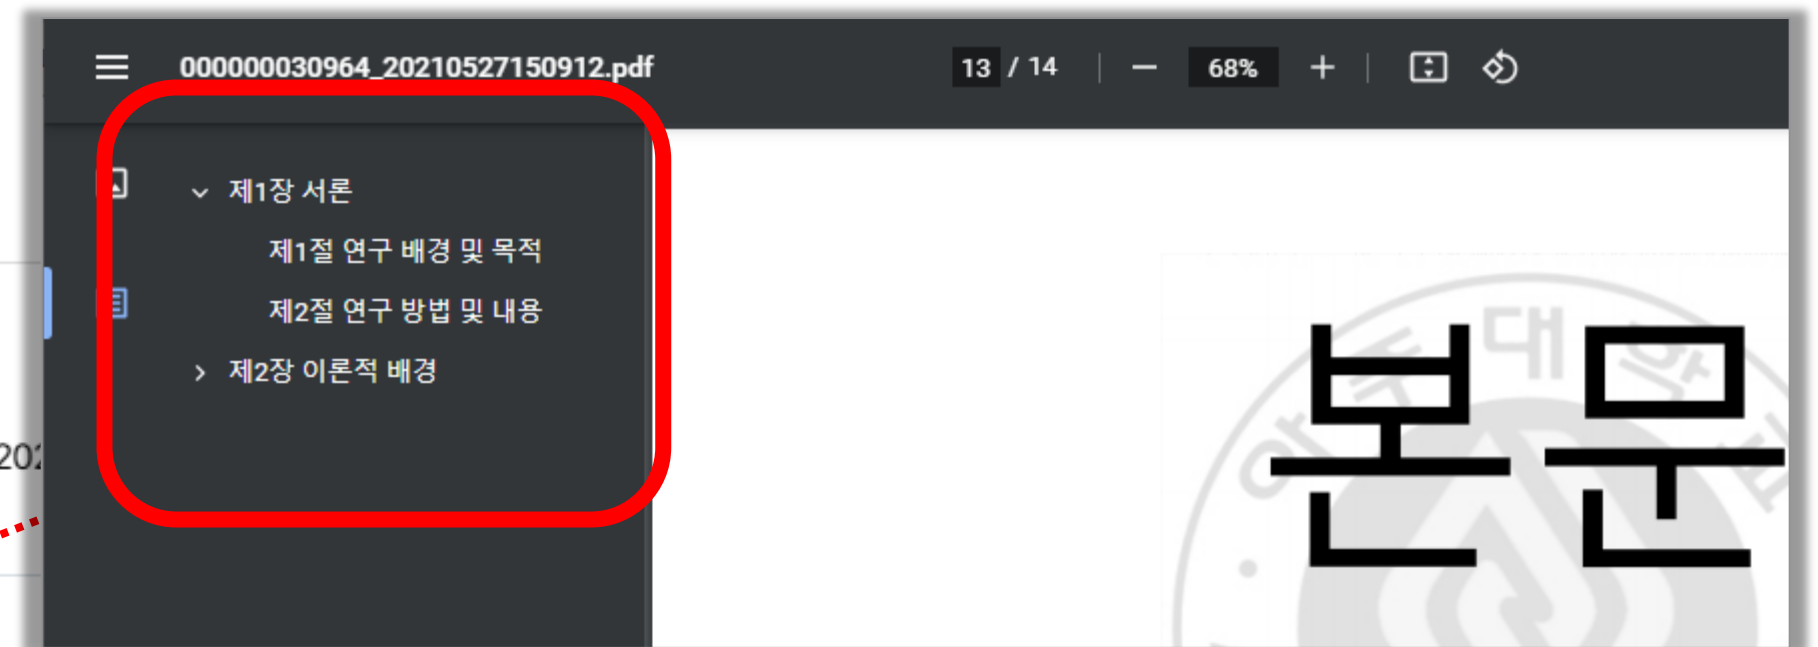 000000030964_20210527150912.pdf
13 / 14
68%
제1장 서론
제1절 연구 배경 및 목적
제2절 연구 방법 및 내용
제2장 이론적 배경
본문
대학